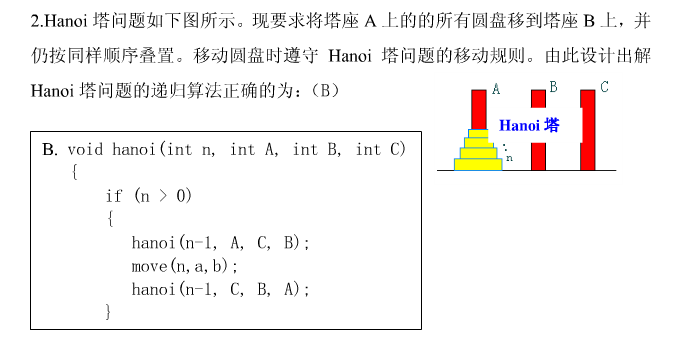 2.Hanoi 塔问题如下图所示。现要求将塔座 A 上的的所有圆盘移到塔座 B 上，并
仍按同样顺序叠置。移动圆盘时遵守 Hanoi 塔问题的移动规则。由此设计出解
Hanoi 塔问题的递归算法正确的为：（B）
A B C
Hanoi 塔
n
B. void hanoi(int n, int A, int B, int C)
{
if (n > 0)
{
hanoi(n-1, A, C, B);
move(n,a,b);
hanoi(n-1, C, B, A);
}